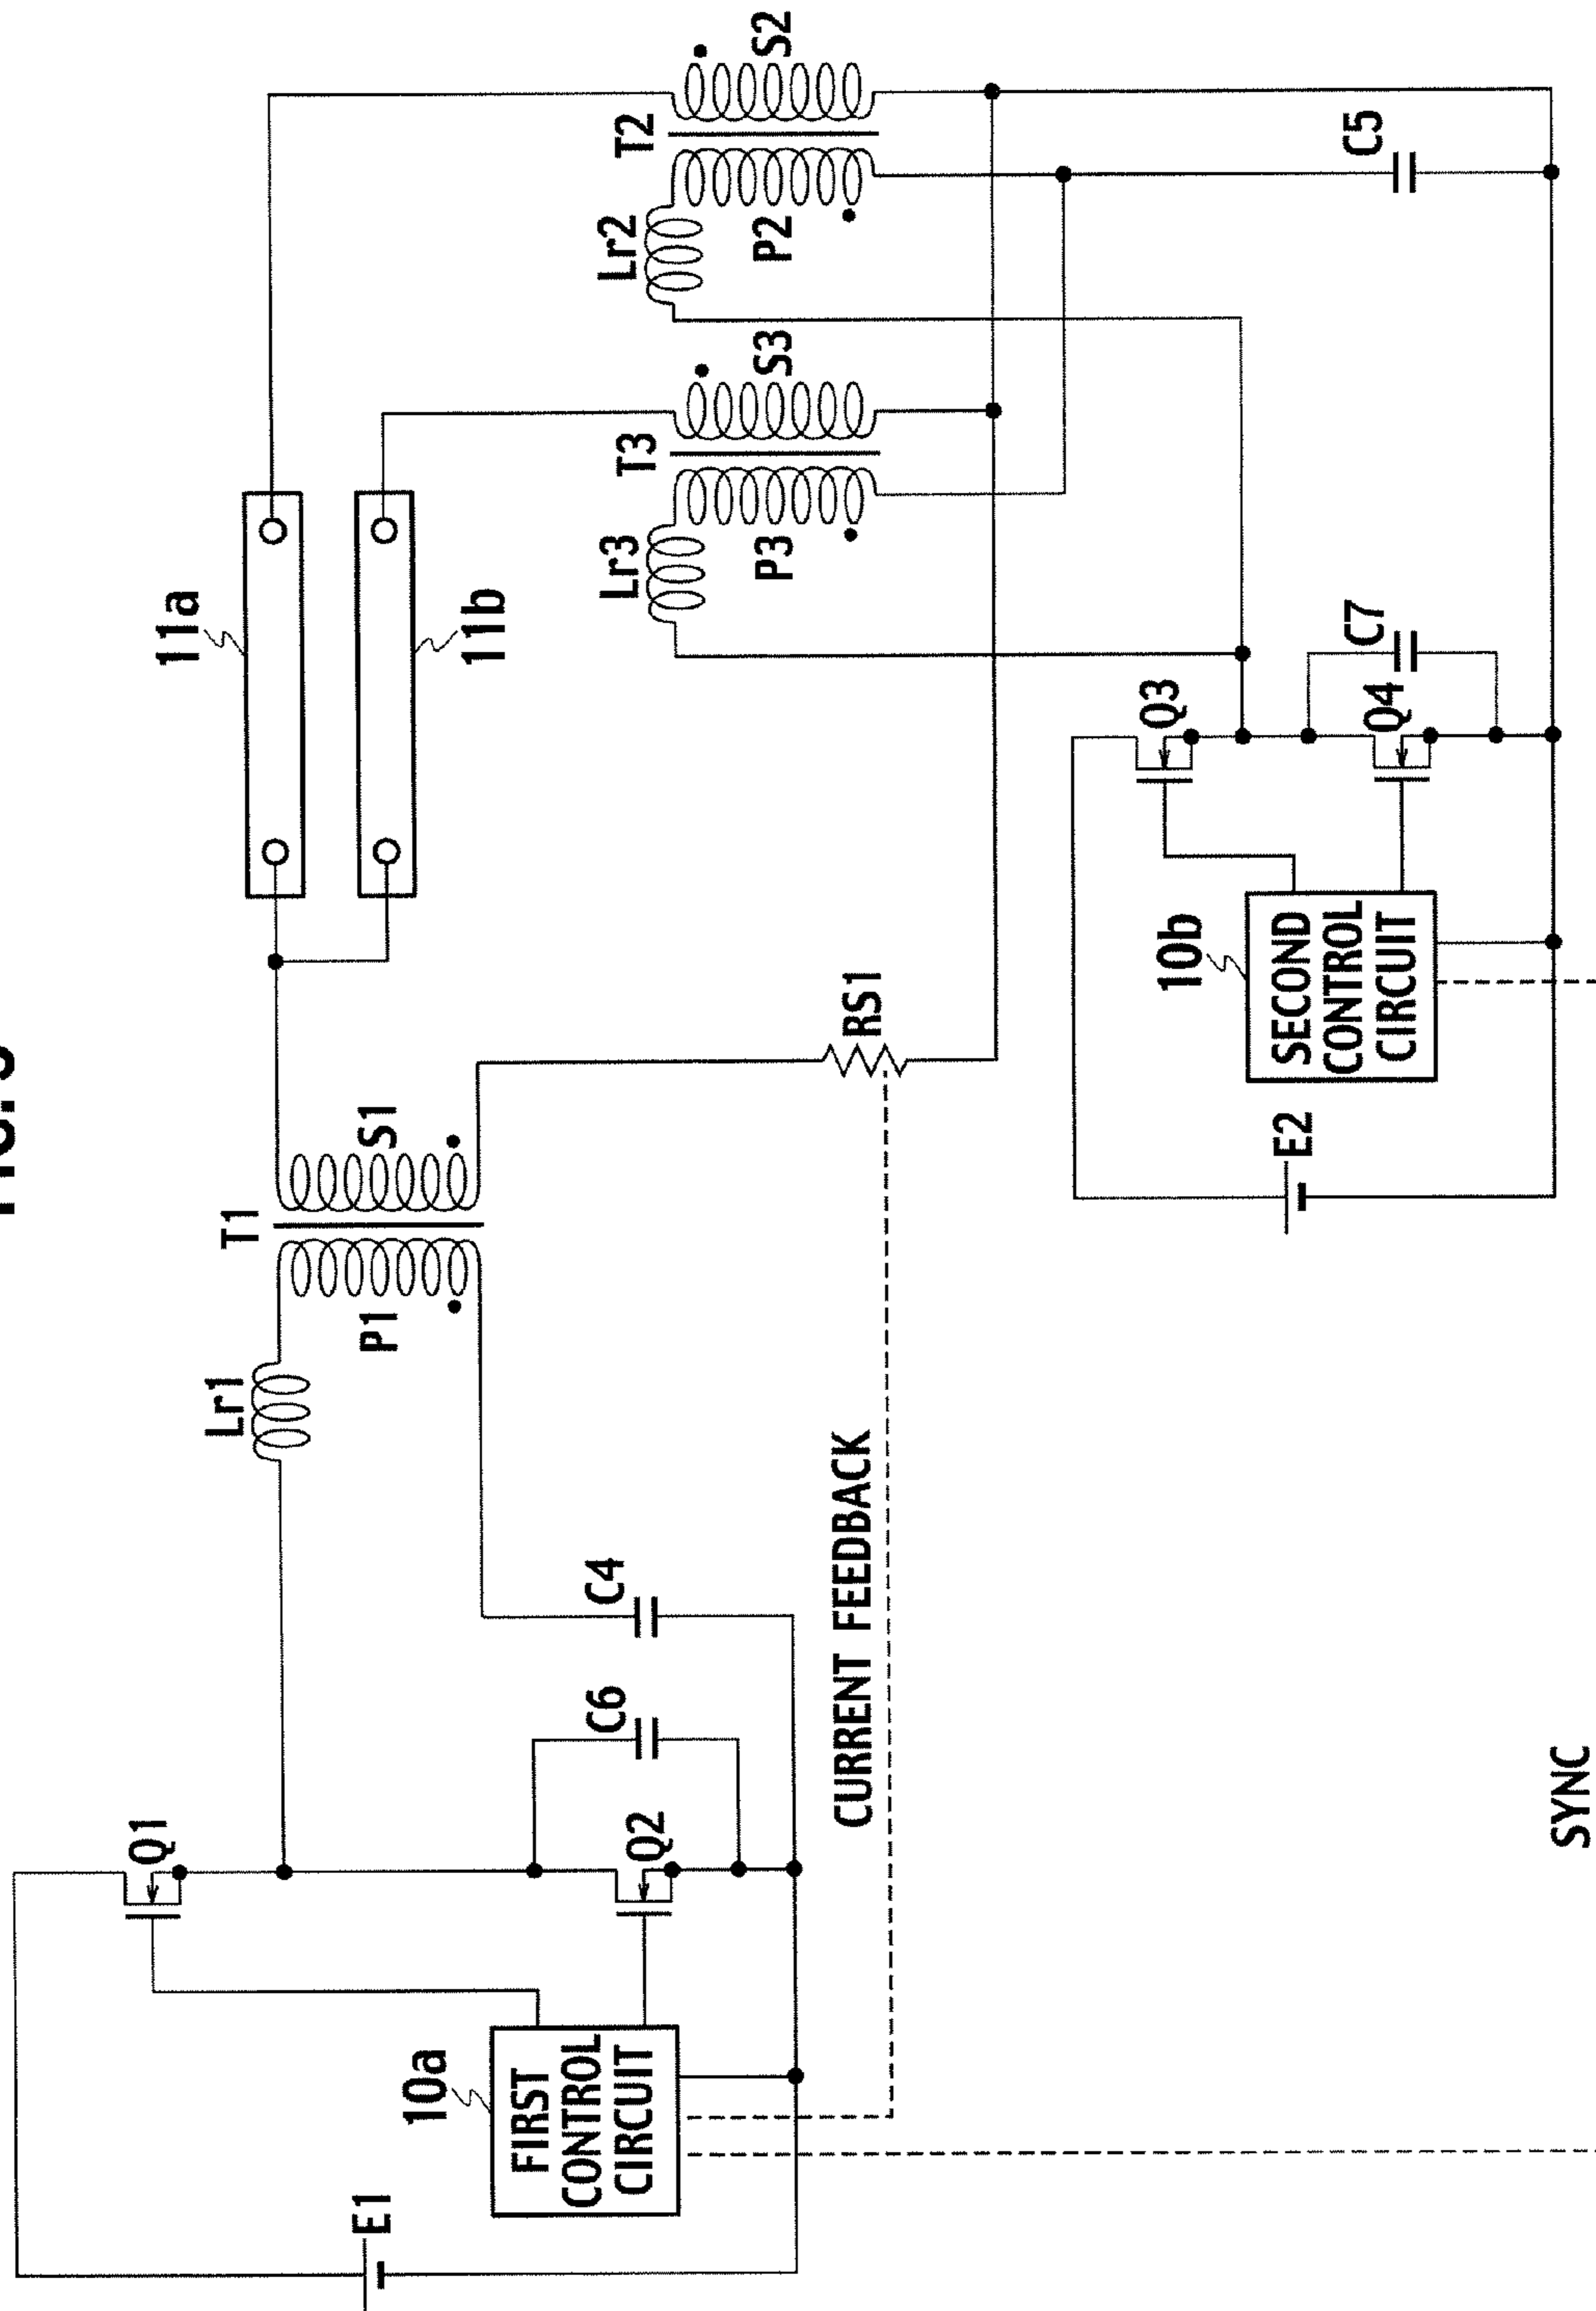 Q1
11a
Lr1
T1
E1
P1
S1
11b
10a
FIRST
CONTROL
CIRCUIT
C6
C4
Q2
Lr3
T3
Lr2
T2
P3
S3
P2
S2
CURRENT FEEDBACK
RS1
10b
Q3
E2
SECOND
CONTROL
CIRCUIT
C7
Q4
C5
SYNC